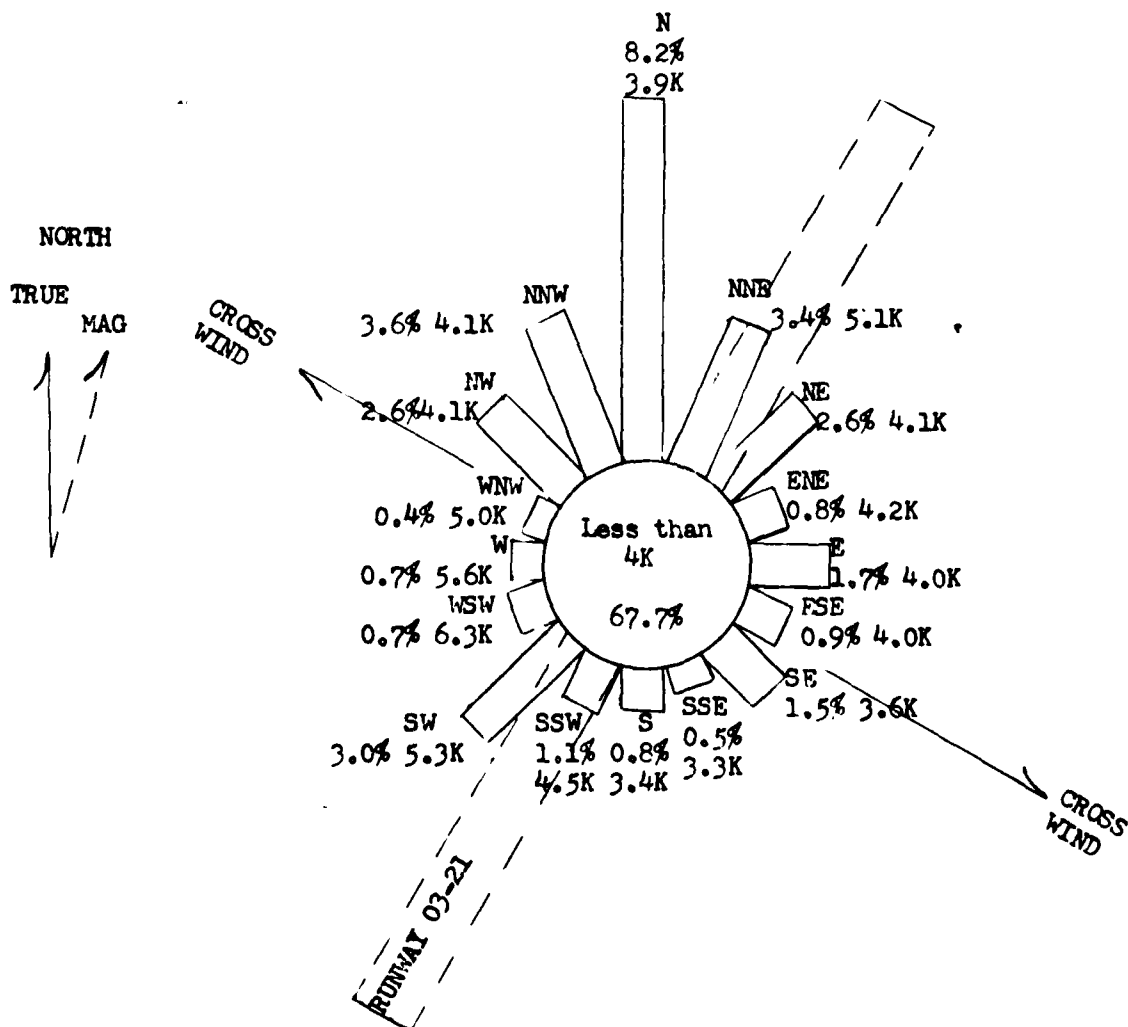 N
8.2%
3.9K
NORTH
TRUE
MAG
CROSS
WIND
NNW
3.6% 4.1K
NNE
3.4% 5.1K
NW
2.6% 4.1K
NE
2.6% 4.1K
WNW
0.4% 5.0K
ENE
0.8% 4.2K
Less than
4K
67.7%
W
0.7% 5.6K
E
1.7% 4.0K
WSW
0.7% 6.3K
FSE
0.9% 4.0K
SE
1.5% 3.6K
SW
3.0% 5.3K
SSW
1.1%
4.5K
S
0.8%
3.4K
SSE
0.5%
3.3K
CROSS
WIND
RUNWAY 03-21